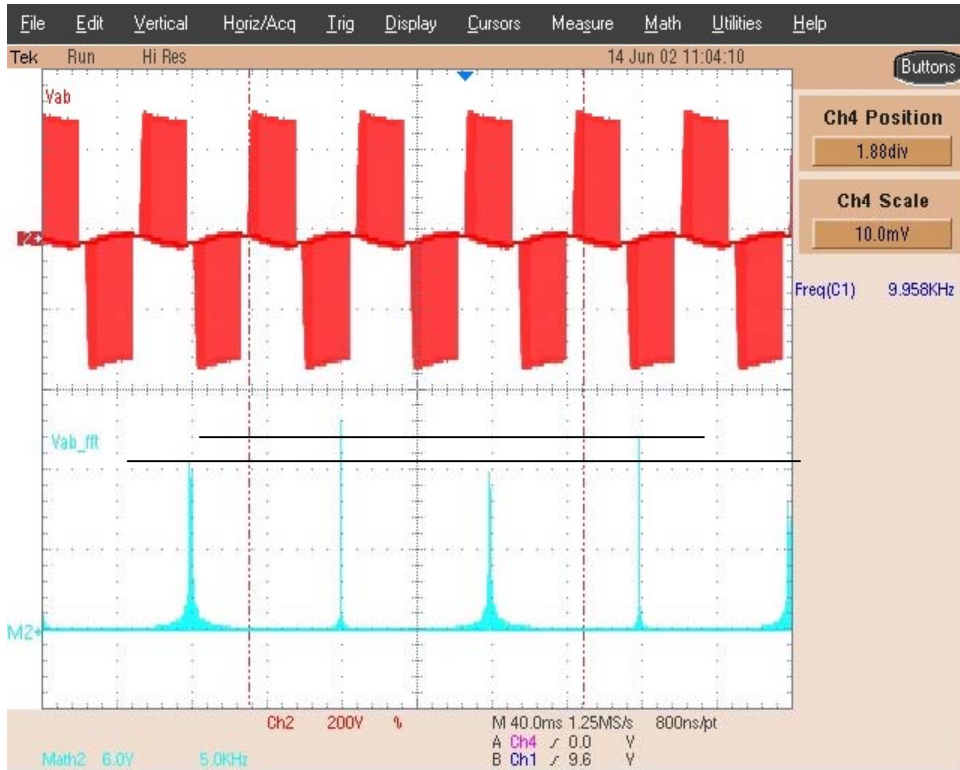 File Edit Vertical Horiz/Acq Trig Display Cursors Measure Math Utilities Help
Tek Run Hi Res 14 Jun 02 11:04:10
Buttons
Vab
Ch4 Position
1.88div
Ch4 Scale
10.0mV
2
Freq(C1) 9.958KHz
Vab_fft
M2
Ch2 200V M 40.0ms 1.25MS/s 800ns/pt
A Ch4 0.0 V
Math2 6.0V 5.0KHz B Ch1 9.6 V